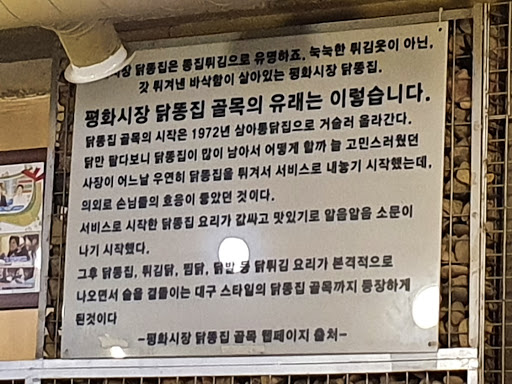 시장 닭똥집은 통집튀김으로 유명하죠, 눅눅한 튀김옷이 아닌,
갓 튀겨낸 바삭함이 살아있는 평화시장 닭똥집.
평화시장 닭똥집 골목의 유래는 이렇습니다.
닭똥집 골목의 시작은 1972년 삼아통닭집으로 거슬러 올라간다.
닭만 팔다보니 닭똥집이 많이 남아서 어떻게 할까 늘 고민스러웠던
사장이 어느날 우연히 닭똥집을 튀겨서 서비스로 내놓기 시작했는데,
의외로 손님들의 호응이 좋았던 것이다.
서비스로 시작한 닭똥집 요리가 값싸고 맛있기로 알음알음 소문이
나기 시작했다.
그후 닭똥집, 튀김닭, 찜닭, 닭발 등 닭튀김 요리가 본격적으로
나오면서 술을 곁들이는 대구 스타일의 닭똥집 골목까지 등장하게
된것이다
-평화시장 닭똥집 골목 웹페이지 출처-